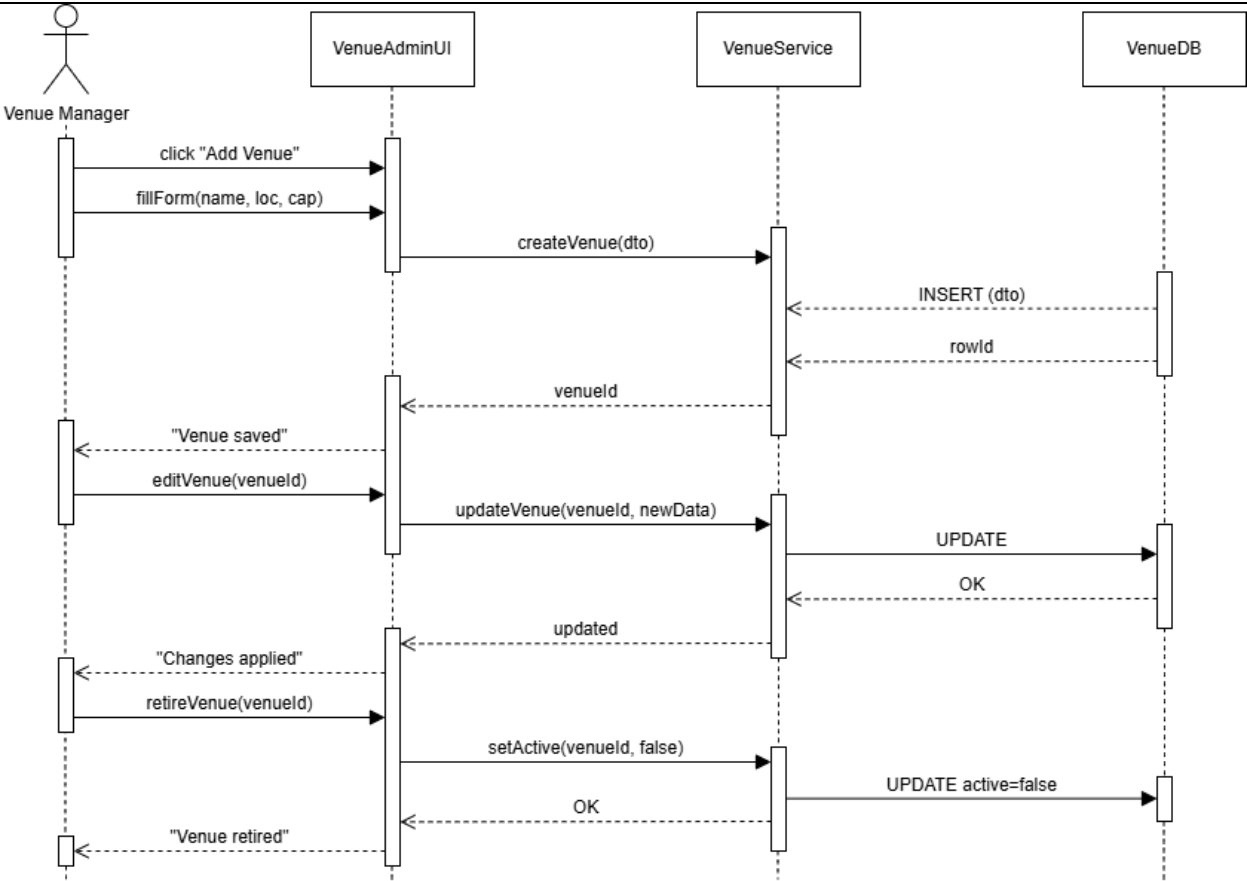 VenueAdminUI
VenueService
VenueDB
Venue Manager
click "Add Venue"
fillForm(name, loc, cap)
createVenue(dto)
INSERT (dto)
rowId
venueId
"Venue saved"
editVenue(venueId)
updateVenue(venueId, newData)
UPDATE
OK
updated
"Changes applied"
retireVenue(venueId)
setActive(venueId, false)
UPDATE active=false
OK
"Venue retired"